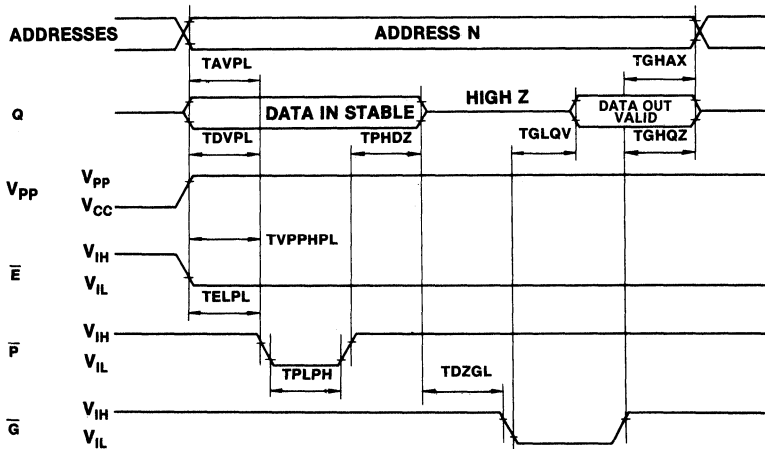 ADDRESSES
ADDRESS N
TAVPL
TGHAX
Q
DATA IN STABLE
HIGH Z
DATA OUT
VALID
TDVPL
TPHDZ
TGLQV
TGHQZ
VPP
VPP
VCC
TVPPHPL
E
VIH
VIL
TELPL
P
VIH
VIL
TPLPH
TDZGL
G
VIH
VIL